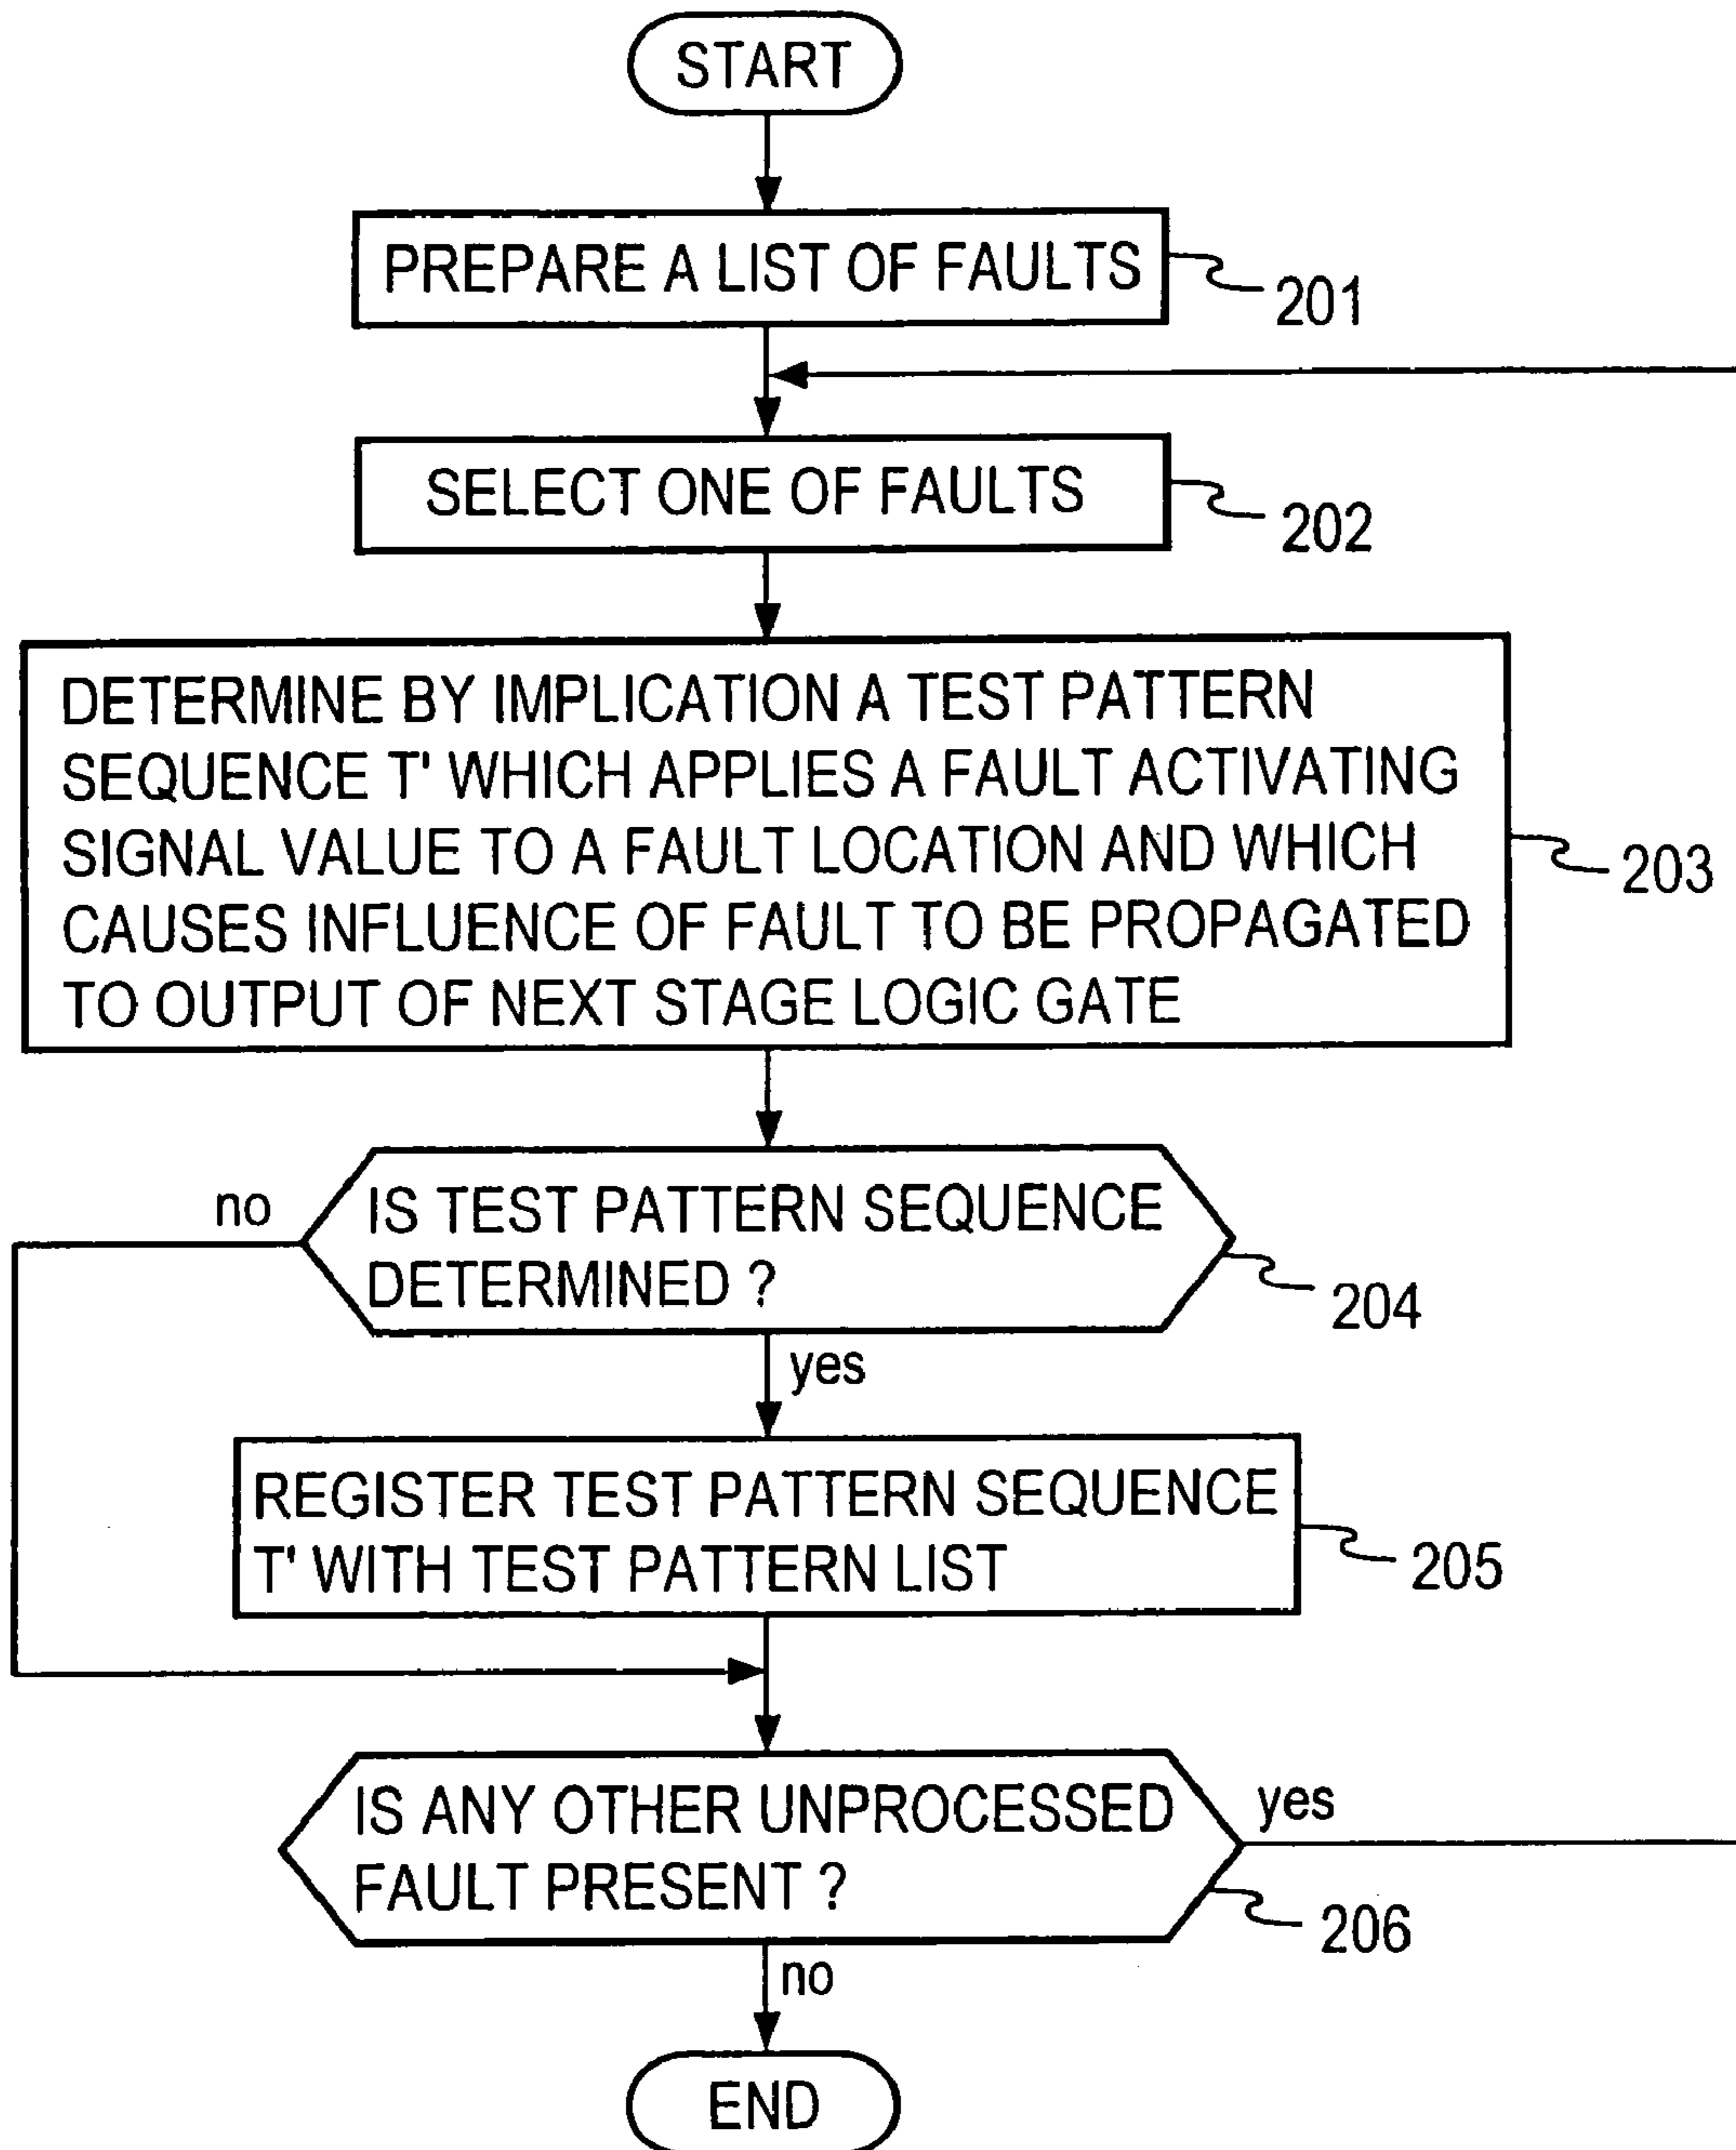 START
PREPARE A LIST OF FAULTS
201
SELECT ONE OF FAULTS
202
DETERMINE BY IMPLICATION A TEST PATTERN
SEQUENCE T' WHICH APPLIES A FAULT ACTIVATING
SIGNAL VALUE TO A FAULT LOCATION AND WHICH
CAUSES INFLUENCE OF FAULT TO BE PROPAGATED
TO OUTPUT OF NEXT STAGE LOGIC GATE
203
no
IS TEST PATTERN SEQUENCE
DETERMINED ?
204
yes
REGISTER TEST PATTERN SEQUENCE
T' WITH TEST PATTERN LIST
205
IS ANY OTHER UNPROCESSED
FAULT PRESENT ?
yes
206
no
END